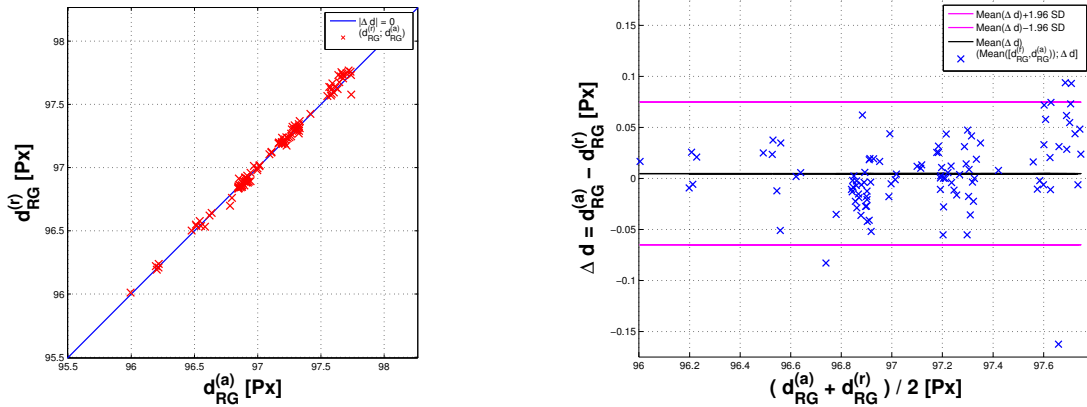 98
97.5
97
96.5
96
95.5
95.5 96 96.5 97 97.5 98
d_RG^(r) [Px]
d_RG^(a) [Px]
|Δ d| = 0
(d_RG^(r); d_RG^(a))
0.15
0.1
0.05
0
−0.05
−0.1
−0.15
96 96.2 96.4 96.6 96.8 97 97.2 97.4 97.6
Δ d = d_RG^(a) − d_RG^(r) [Px]
( d_RG^(a) + d_RG^(r) ) / 2 [Px]
Mean(Δ d)+1.96 SD
Mean(Δ d)−1.96 SD
Mean(Δ d)
(Mean([d_RG^(r), d_RG^(a))); Δ d]